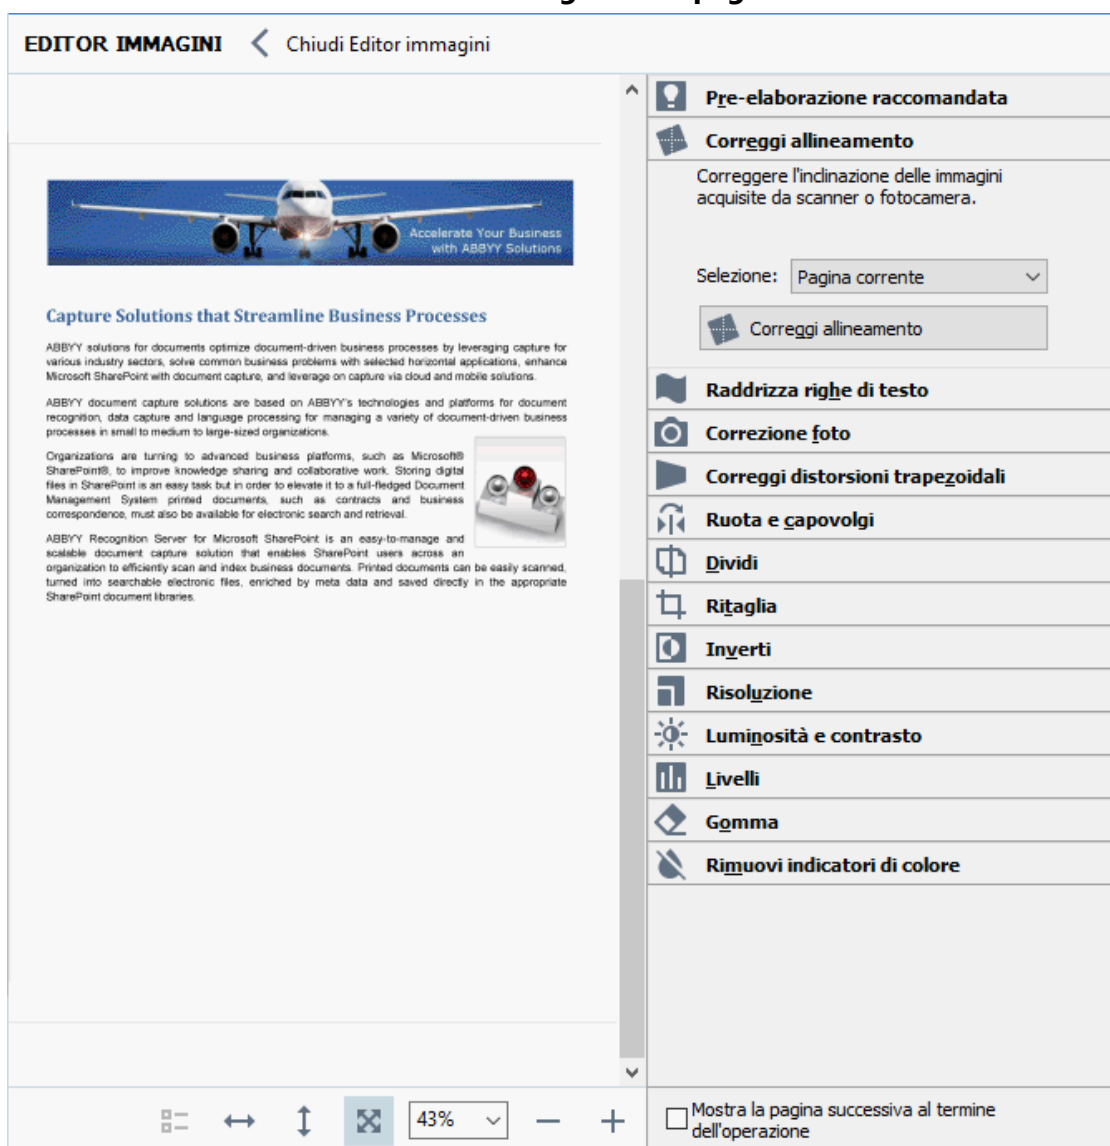 EDITOR IMMAGINI Chiudi Editor immagini
Accelerate Your Business
with ABBYY Solutions
Capture Solutions that Streamline Business Processes
ABBYY solutions for documents optimize document-driven business processes by leveraging capture for
various industry sectors, solve common business problems with selected horizontal applications, enhance
Microsoft SharePoint with document capture, and leverage on capture via cloud and mobile solutions.
ABBYY document capture solutions are based on ABBYY's technologies and platforms for document
recognition, data capture and language processing for managing a variety of document-driven business
processes in small to medium to large-sized organizations.
Organizations are turning to advanced business platforms, such as Microsoft®
SharePoint®, to improve knowledge sharing and collaborative work. Storing digital
files in SharePoint is an easy task but in order to elevate it to a full-fledged Document
Management System printed documents, such as contracts and business
correspondence, must also be available for electronic search and retrieval.
ABBYY Recognition Server for Microsoft SharePoint is an easy-to-manage and
scalable document capture solution that enables SharePoint users across an
organization to efficiently scan and index business documents. Printed documents can be easily scanned,
turned into searchable electronic files, enriched by meta data and saved directly in the appropriate
SharePoint document libraries.
43%
Pre-elaborazione raccomandata
Correggi allineamento
Correggere l'inclinazione delle immagini
acquisite da scanner o fotocamera.
Selezione: Pagina corrente
Correggi allineamento
Raddrizza righe di testo
Correzione foto
Correggi distorsioni trapezoidali
Ruota e capovolgi
Dividi
Ritaglia
Inverti
Risoluzione
Luminosità e contrasto
Livelli
Gomma
Rimuovi indicatori di colore
Mostra la pagina successiva al termine
dell'operazione